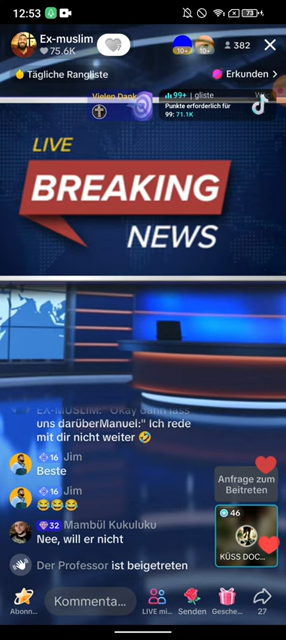 12:53
73
Ex-muslim
75.6K
10+
10+
382
Tägliche Rangliste
Erkunden >
Vielen Dank
99+ | gliste
Punkte erforderlich für
99: 71.1K
LIVE
BREAKING
NEWS
EX-MUSLIM: "Okay dann lass
uns darüberManuel:" Ich rede
mit dir nicht weiter 🤣
16 Jim
Beste
16 Jim
😂😂😂
32 Mambül Kukuluku
Nee, will er nicht
Der Professor ist beigetreten
Anfrage zum
Beitreten
46
KÜSS DOC...
Kommenta...
Abonn...
LIVE mi...
Senden
Gesche...
27